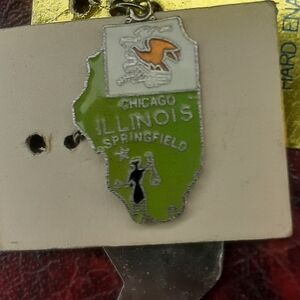 CHICAGO
ILLINOIS
SPRINGFIELD
HARD ENA